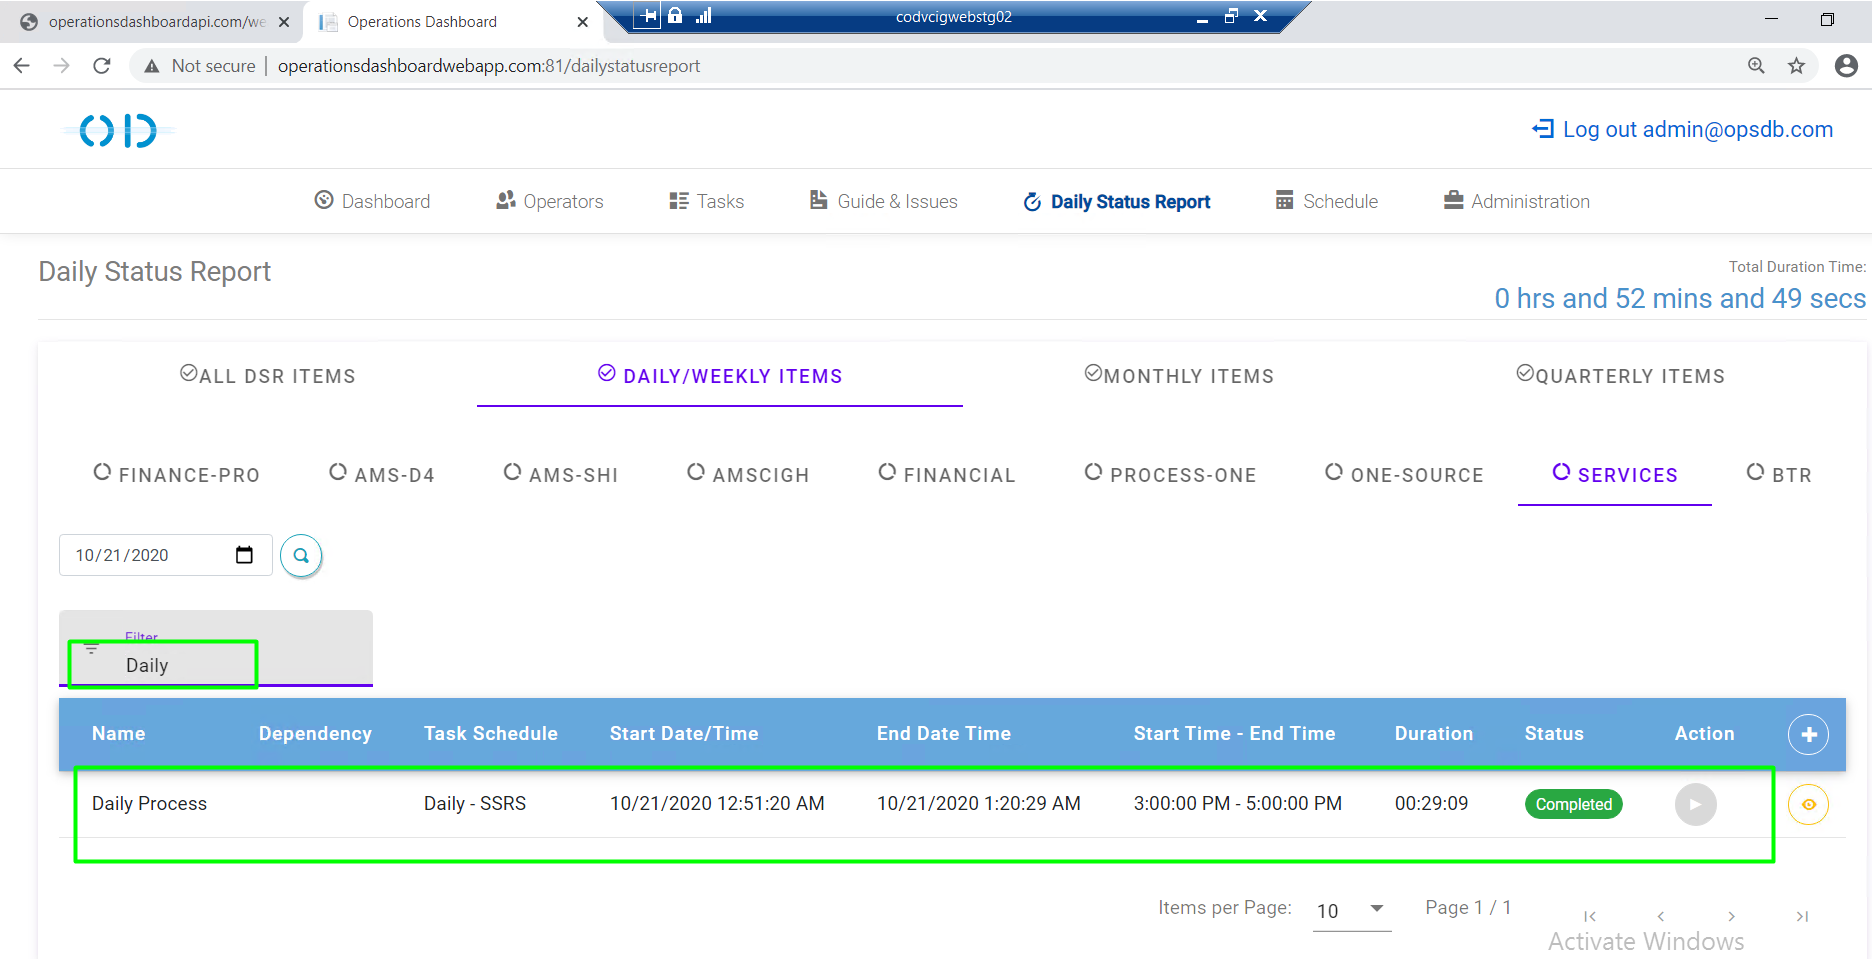 operationsdashboardapi.com/we
Operations Dashboard
codvcigwebstg02
Not secure
operationsdashboardwebapp.com:81/dailystatusreport
Log out admin@opsdb.com
Dashboard
Operators
Tasks
Guide & Issues
Daily Status Report
Schedule
Administration
Daily Status Report
Total Duration Time:
0 hrs and 52 mins and 49 secs
ALL DSR ITEMS
DAILY/WEEKLY ITEMS
MONTHLY ITEMS
QUARTERLY ITEMS
FINANCE-PRO
AMS-D4
AMS-SHI
AMSCIGH
FINANCIAL
PROCESS-ONE
ONE-SOURCE
SERVICES
BTR
10/21/2020
Filter
Daily
Name Dependency Task Schedule Start Date/Time End Date Time Start Time - End Time Duration Status Action
Daily Process Daily - SSRS 10/21/2020 12:51:20 AM 10/21/2020 1:20:29 AM 3:00:00 PM - 5:00:00 PM 00:29:09 Completed
Items per Page: 10 Page 1 / 1
Activate Windows